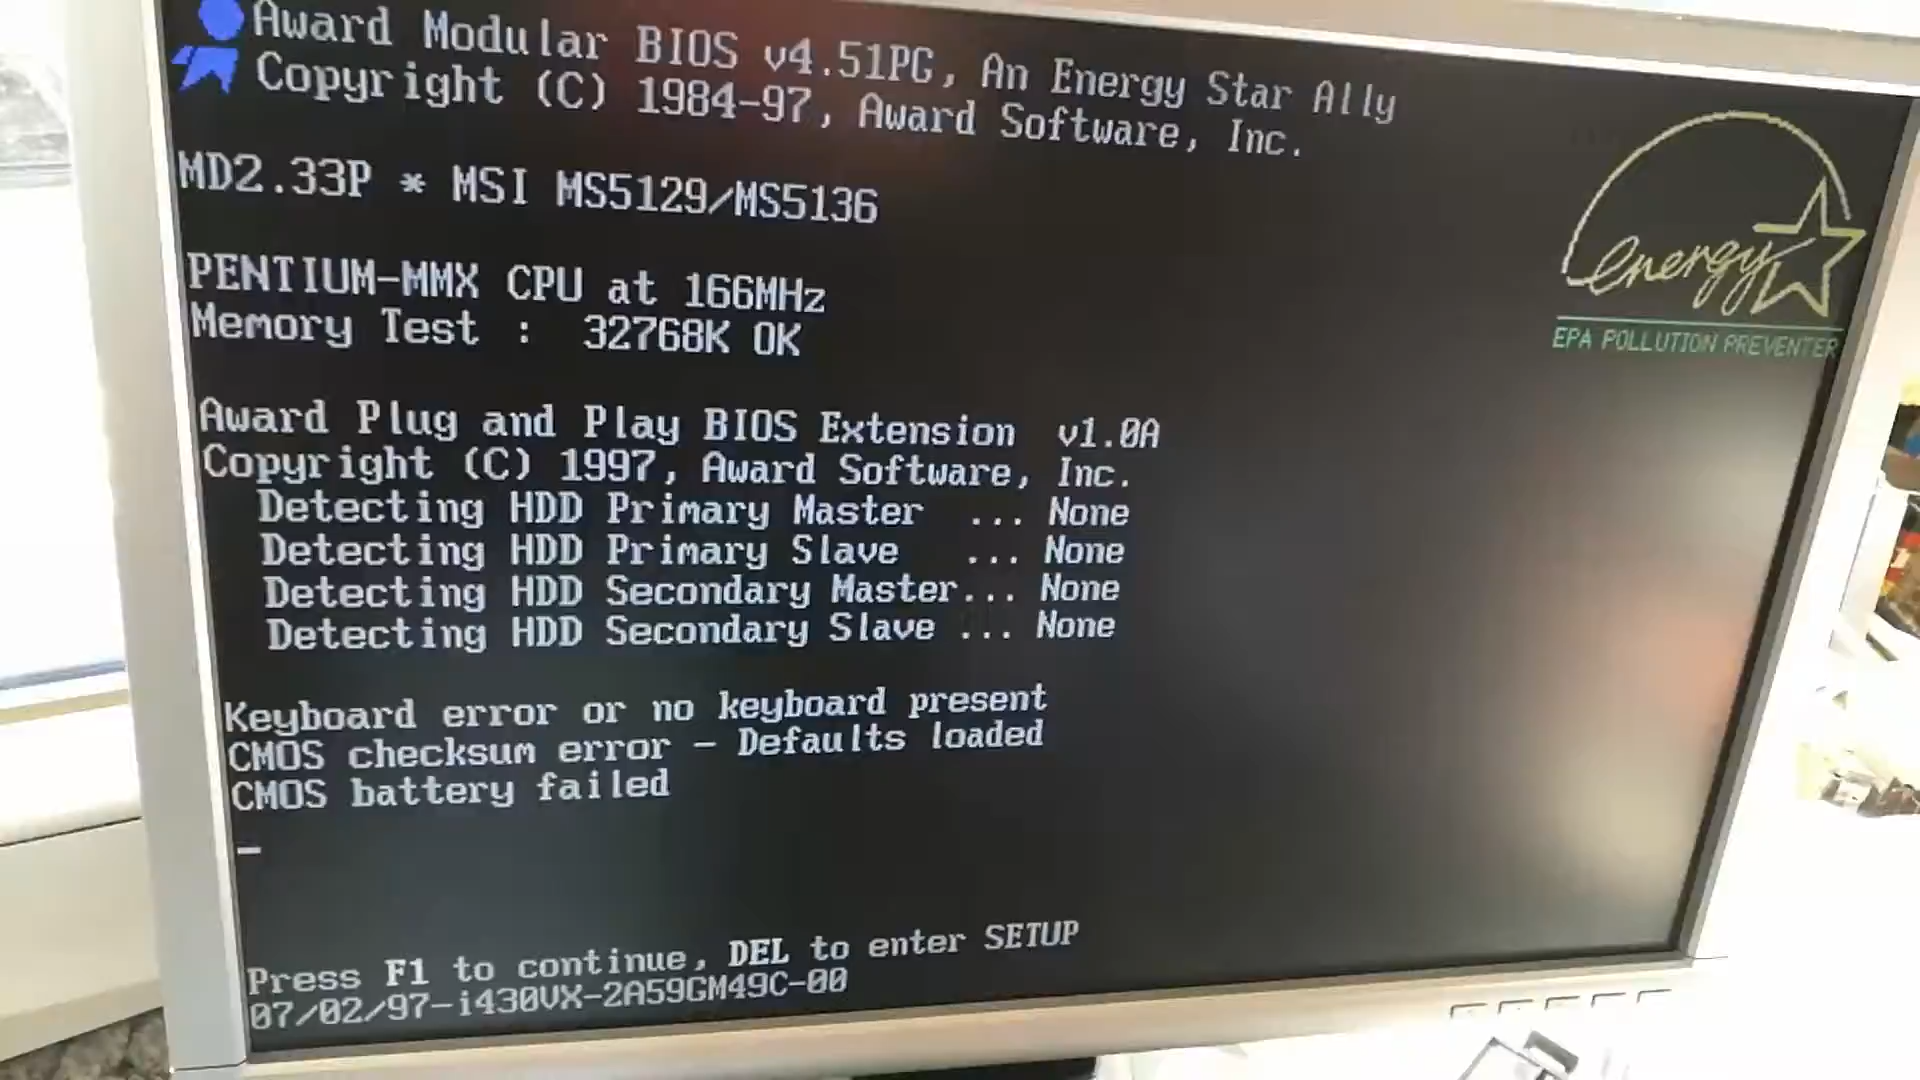 Award Modular BIOS v4.51PG, An Energy Star Ally
Copyright (C) 1984-97, Award Software, Inc.
MD2.33P * MSI MS5129/MS5136
energy
EPA POLLUTION PREVENTER
PENTIUM-MMX CPU at 166MHz
Memory Test :  32768K OK
Award Plug and Play BIOS Extension  v1.0A
Copyright (C) 1997, Award Software, Inc.
Detecting HDD Primary Master  ... None
Detecting HDD Primary Slave   ... None
Detecting HDD Secondary Master... None
Detecting HDD Secondary Slave ... None
Keyboard error or no keyboard present
CMOS checksum error - Defaults loaded
CMOS battery failed
Press F1 to continue, DEL to enter SETUP
07/02/97-i430VX-2A59GM49C-00